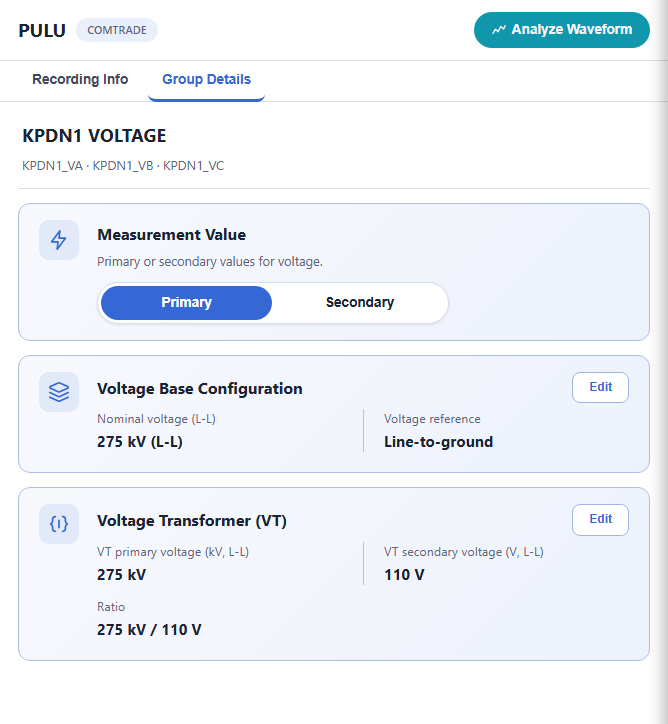 PULU COMTRADE Analyze Waveform
Recording Info Group Details
KPDN1 VOLTAGE
KPDN1_VA · KPDN1_VB · KPDN1_VC
Measurement Value
Primary or secondary values for voltage.
Primary Secondary
Voltage Base Configuration Edit
Nominal voltage (L-L) Voltage reference
275 kV (L-L) Line-to-ground
Voltage Transformer (VT) Edit
VT primary voltage (kV, L-L) VT secondary voltage (V, L-L)
275 kV 110 V
Ratio
275 kV / 110 V